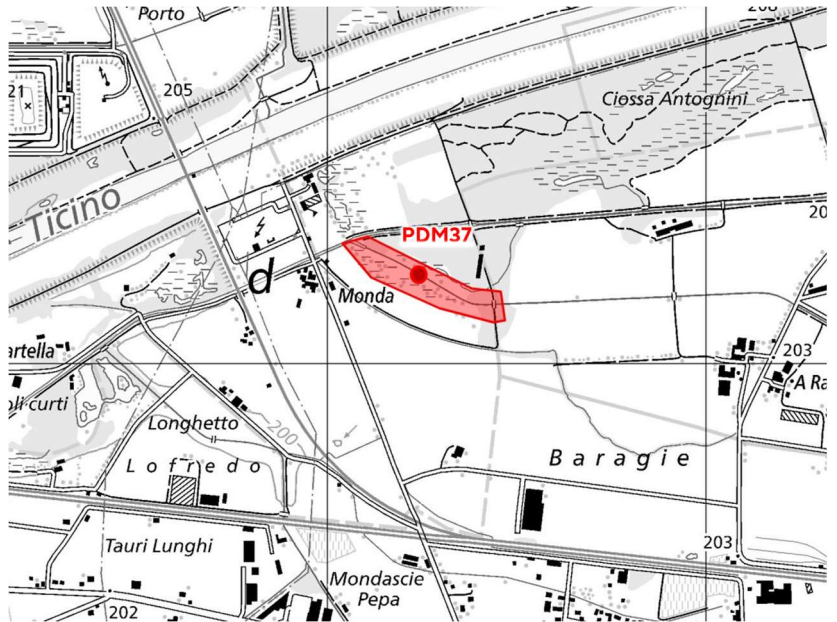 Porto
208
21
205
Ciossa Antognini
Ticino
PDM37
20
d
Monda
artella
203
A Ra
oli curti
Longhetto
200
Baragie
Lofredo
203
Tauri Lunghi
Mondascie
Pepa
202